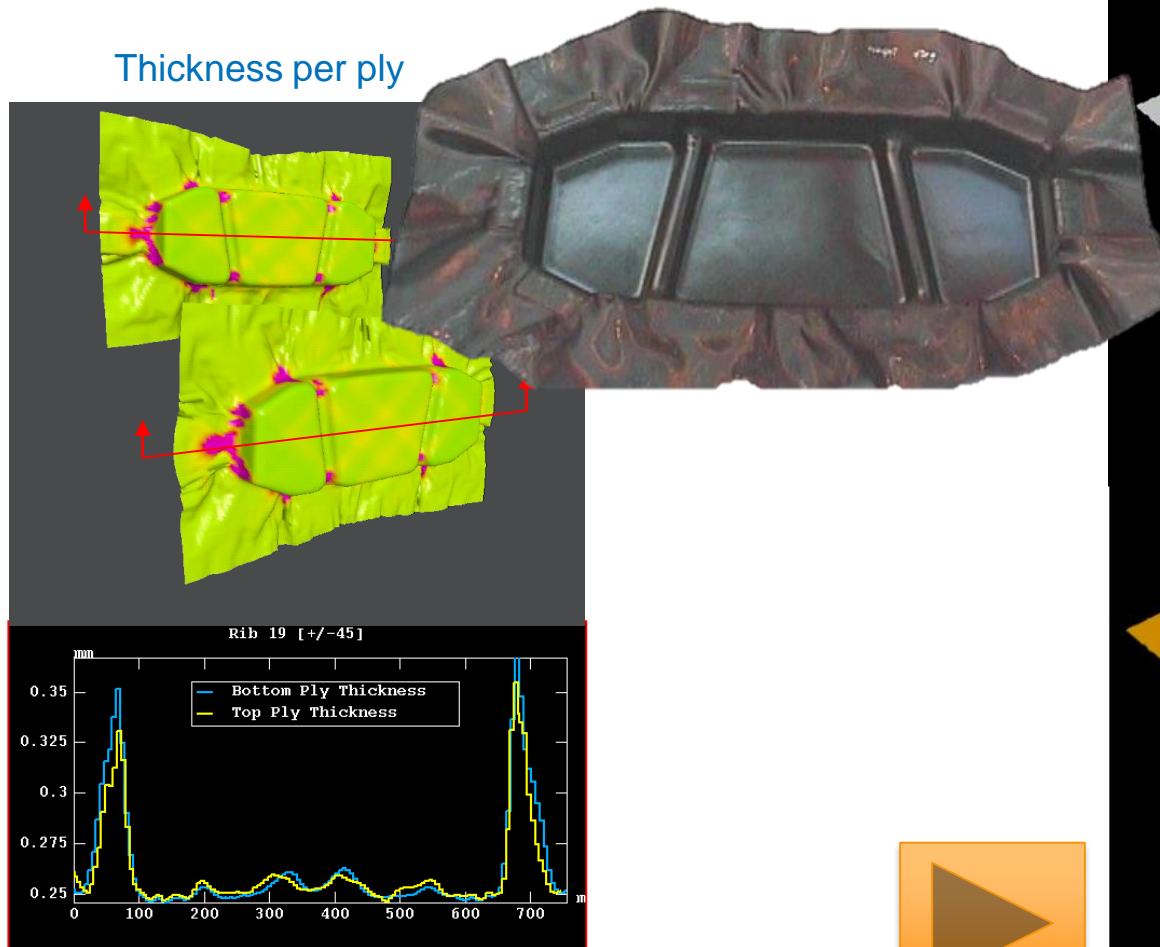 Thickness per ply
Rib 19 [+/-45]
mm
Bottom Ply Thickness
Top Ply Thickness
0.35
0.325
0.3
0.275
0.25
0 100 200 300 400 500 600 700